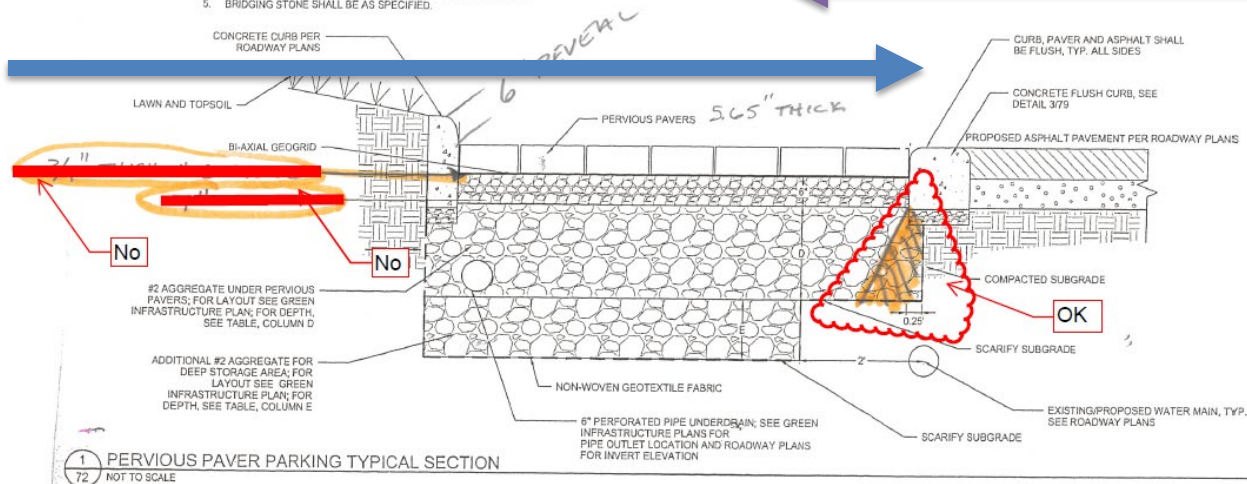 5. BRIDGING STONE SHALL BE AS SPECIFIED.
CONCRETE CURB PER
ROADWAY PLANS
6" REVEAL
CURB, PAVER AND ASPHALT SHALL
BE FLUSH, TYP. ALL SIDES
LAWN AND TOPSOIL
PERVIOUS PAVERS
5.65" THICK
CONCRETE FLUSH CURB, SEE
DETAIL 3/79
BI-AXIAL GEOGRID
PROPOSED ASPHALT PAVEMENT PER ROADWAY PLANS
6"
No
No
D
#2 AGGREGATE UNDER PERVIOUS
PAVERS; FOR LAYOUT SEE GREEN
INFRASTRUCTURE PLAN; FOR DEPTH,
SEE TABLE, COLUMN D
COMPACTED SUBGRADE
OK
0.25'
E
SCARIFY SUBGRADE
2'
ADDITIONAL #2 AGGREGATE FOR
DEEP STORAGE AREA; FOR
LAYOUT SEE GREEN
INFRASTRUCTURE PLAN; FOR
DEPTH, SEE TABLE, COLUMN E
NON-WOVEN GEOTEXTILE FABRIC
6" PERFORATED PIPE UNDERDRAIN; SEE GREEN
INFRASTRUCTURE PLANS FOR
PIPE OUTLET LOCATION AND ROADWAY PLANS
FOR INVERT ELEVATION
SCARIFY SUBGRADE
EXISTING/PROPOSED WATER MAIN, TYP.
SEE ROADWAY PLANS
1
72
PERVIOUS PAVER PARKING TYPICAL SECTION
NOT TO SCALE